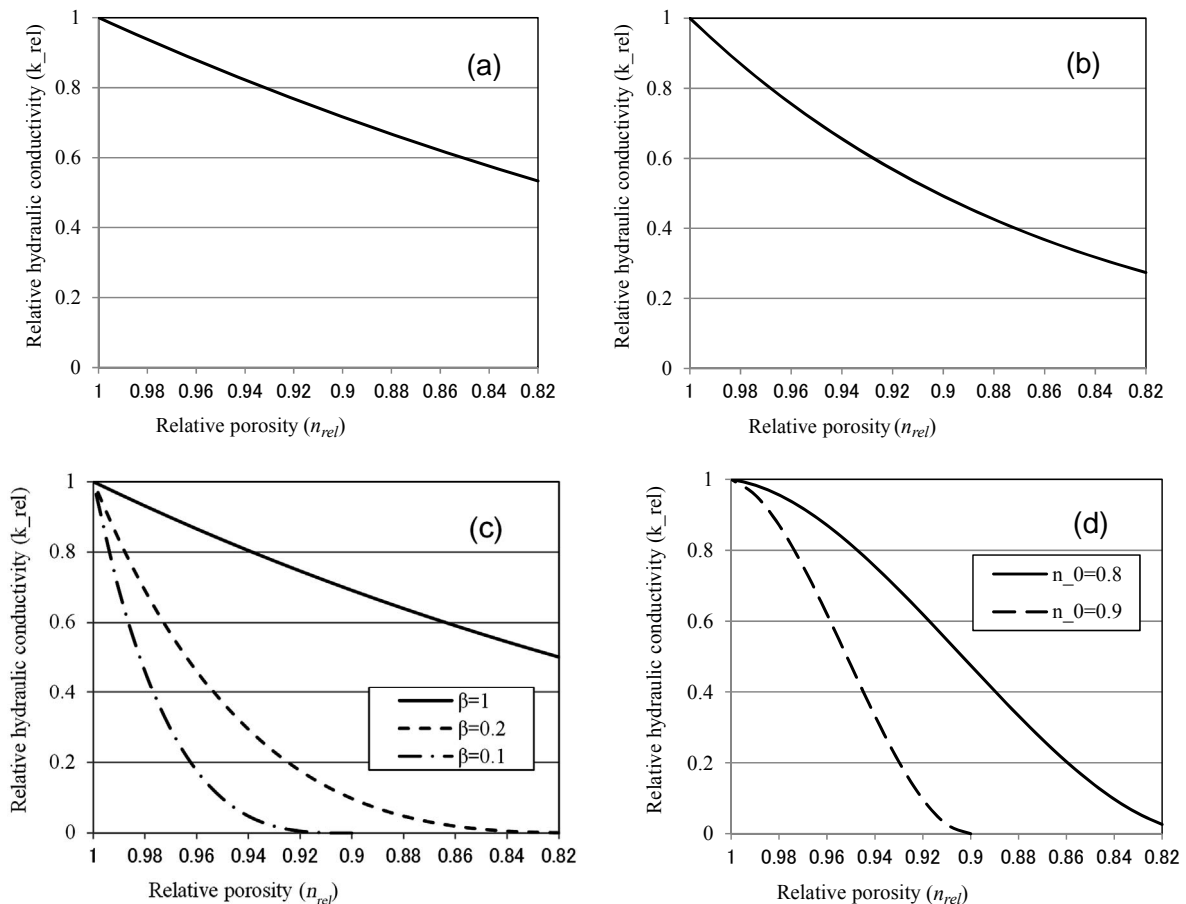 Relative hydraulic conductivity (k_rel)
1
0.8
0.6
0.4
0.2
0
(a)
1 0.98 0.96 0.94 0.92 0.9 0.88 0.86 0.84 0.82
Relative porosity (n_rel)
Relative hydraulic conductivity (k_rel)
1
0.8
0.6
0.4
0.2
0
(b)
1 0.98 0.96 0.94 0.92 0.9 0.88 0.86 0.84 0.82
Relative porosity (n_rel)
Relative hydraulic conductivity (k_rel)
1
0.8
0.6
0.4
0.2
0
(c)
β=1
β=0.2
β=0.1
1 0.98 0.96 0.94 0.92 0.9 0.88 0.86 0.84 0.82
Relative porosity (n_rel)
Relative hydraulic conductivity (k_rel)
1
0.8
0.6
0.4
0.2
0
(d)
n_0=0.8
n_0=0.9
1 0.98 0.96 0.94 0.92 0.9 0.88 0.86 0.84 0.82
Relative porosity (n_rel)